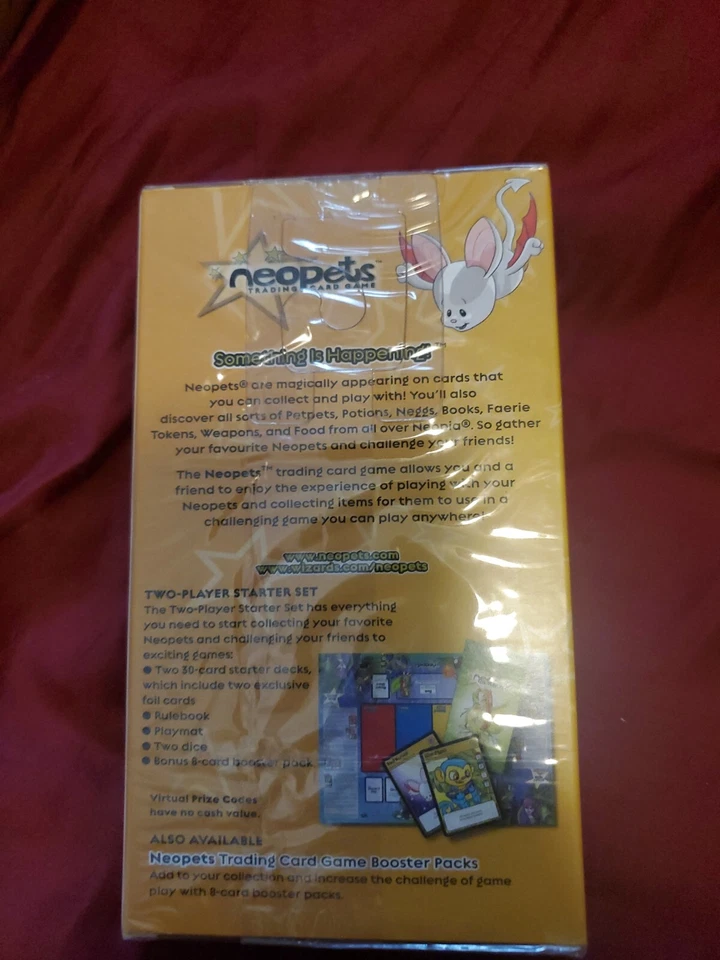 neopets™
TRADING CARD GAME
Something Is Happening!™
Neopets® are magically appearing on cards that
you can collect and play with! You'll also
discover all sorts of Petpets, Potions, Neggs, Books, Faerie
Tokens, Weapons, and Food from all over Neopia®. So gather
your favourite Neopets and challenge your friends!
The Neopets™ trading card game allows you and a
friend to enjoy the experience of playing with your
Neopets and collecting items for them to use in a
challenging game you can play anywhere!
www.neopets.com
www.wizards.com/neopets
TWO-PLAYER STARTER SET
The Two-Player Starter Set has everything
you need to start collecting your favorite
Neopets and challenging your friends to
exciting games:
● Two 30-card starter decks,
which include two exclusive
foil cards
● Rulebook
● Playmat
● Two dice
● Bonus 8-card booster pack
Virtual Prize Codes
have no cash value.
ALSO AVAILABLE
Neopets Trading Card Game Booster Packs
Add to your collection and increase the challenge of game
play with 8-card booster packs.